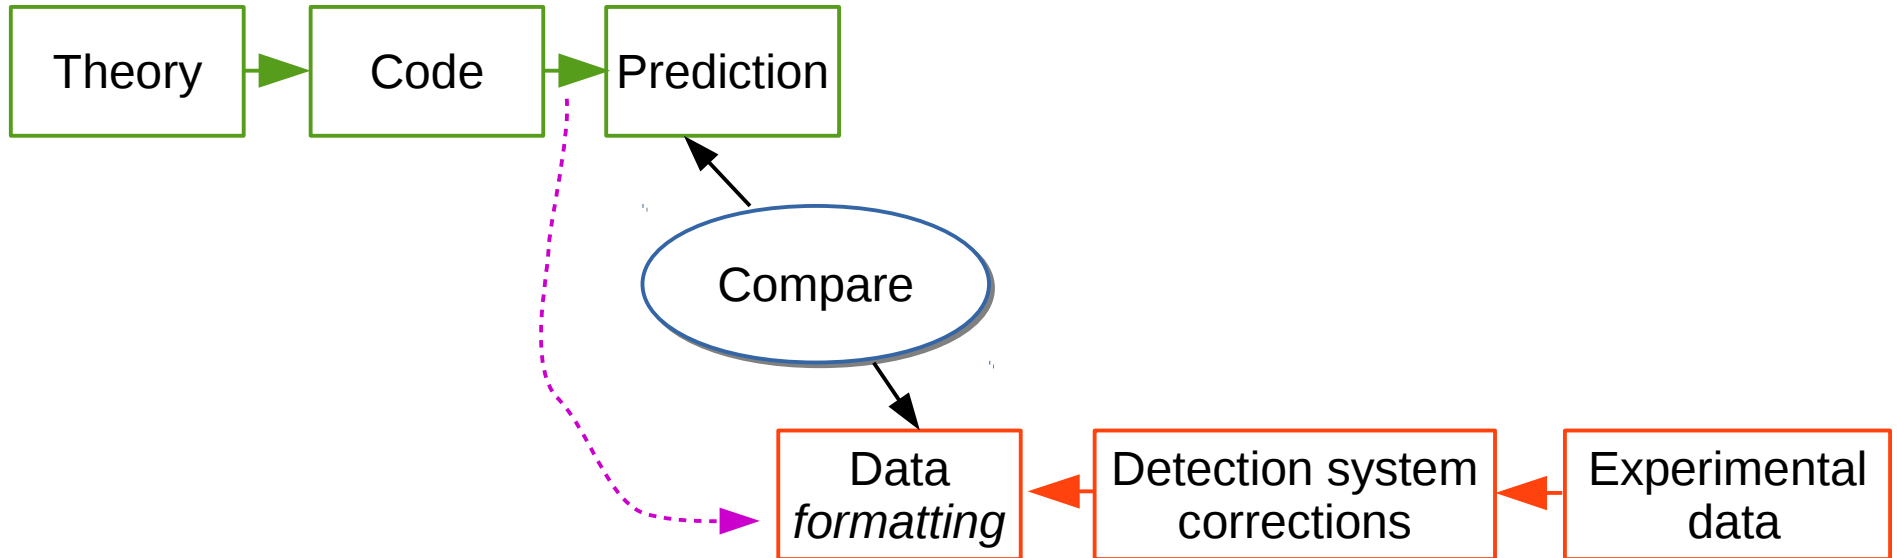 Theory
Code
Prediction
Compare
Data
formatting
Detection system
corrections
Experimental
data